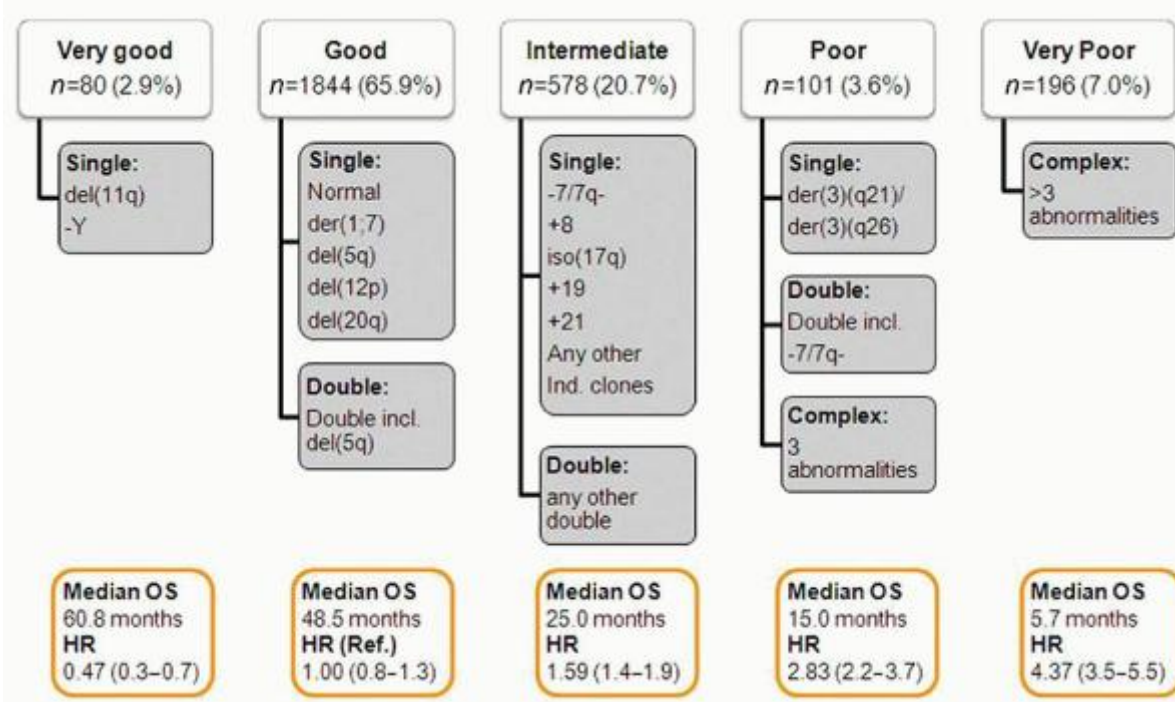 Very good
n=80 (2.9%)
Single:
del(11q)
-Y
Median OS
60.8 months
HR
0.47 (0.3–0.7)
Good
n=1844 (65.9%)
Single:
Normal
der(1;7)
del(5q)
del(12p)
del(20q)
Double:
Double incl.
del(5q)
Median OS
48.5 months
HR (Ref.)
1.00 (0.8–1.3)
Intermediate
n=578 (20.7%)
Single:
-7/7q-
+8
iso(17q)
+19
+21
Any other
Ind. clones
Double:
any other
double
Median OS
25.0 months
HR
1.59 (1.4–1.9)
Poor
n=101 (3.6%)
Single:
der(3)(q21)/
der(3)(q26)
Double:
Double incl.
-7/7q-
Complex:
3
abnormalities
Median OS
15.0 months
HR
2.83 (2.2–3.7)
Very Poor
n=196 (7.0%)
Complex:
>3
abnormalities
Median OS
5.7 months
HR
4.37 (3.5–5.5)